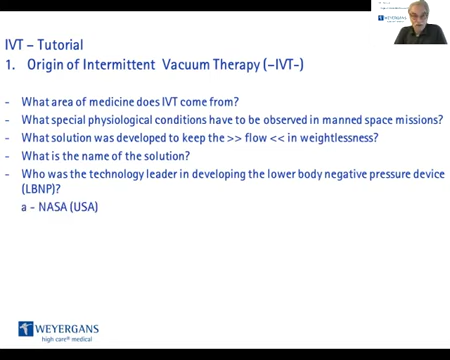 IVT – Tutorial
1. Origin of Intermittent Vacuum Therapy (–IVT-)
- What area of medicine does IVT come from?
- What special physiological conditions have to be observed in manned space missions?
- What solution was developed to keep the >> flow << in weightlessness?
- What is the name of the solution?
- Who was the technology leader in developing the lower body negative pressure device
(LBNP)?
a - NASA (USA)
WEYERGANS
high care® medical
WEYERGANS